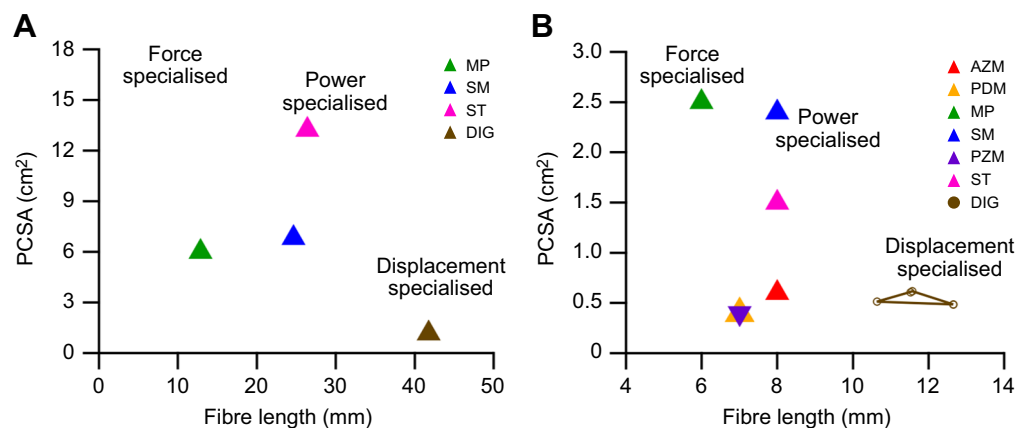 A
PCSA (cm²)
18
15
12
9
6
3
0
0 10 20 30 40 50
Fibre length (mm)
Force
specialised
Power
specialised
Displacement
specialised
MP
SM
ST
DIG
B
PCSA (cm²)
3.0
2.5
2.0
1.5
1.0
0.5
0
4 6 8 10 12 14
Fibre length (mm)
Force
specialised
Power
specialised
Displacement
specialised
AZM
PDM
MP
SM
PZM
ST
DIG